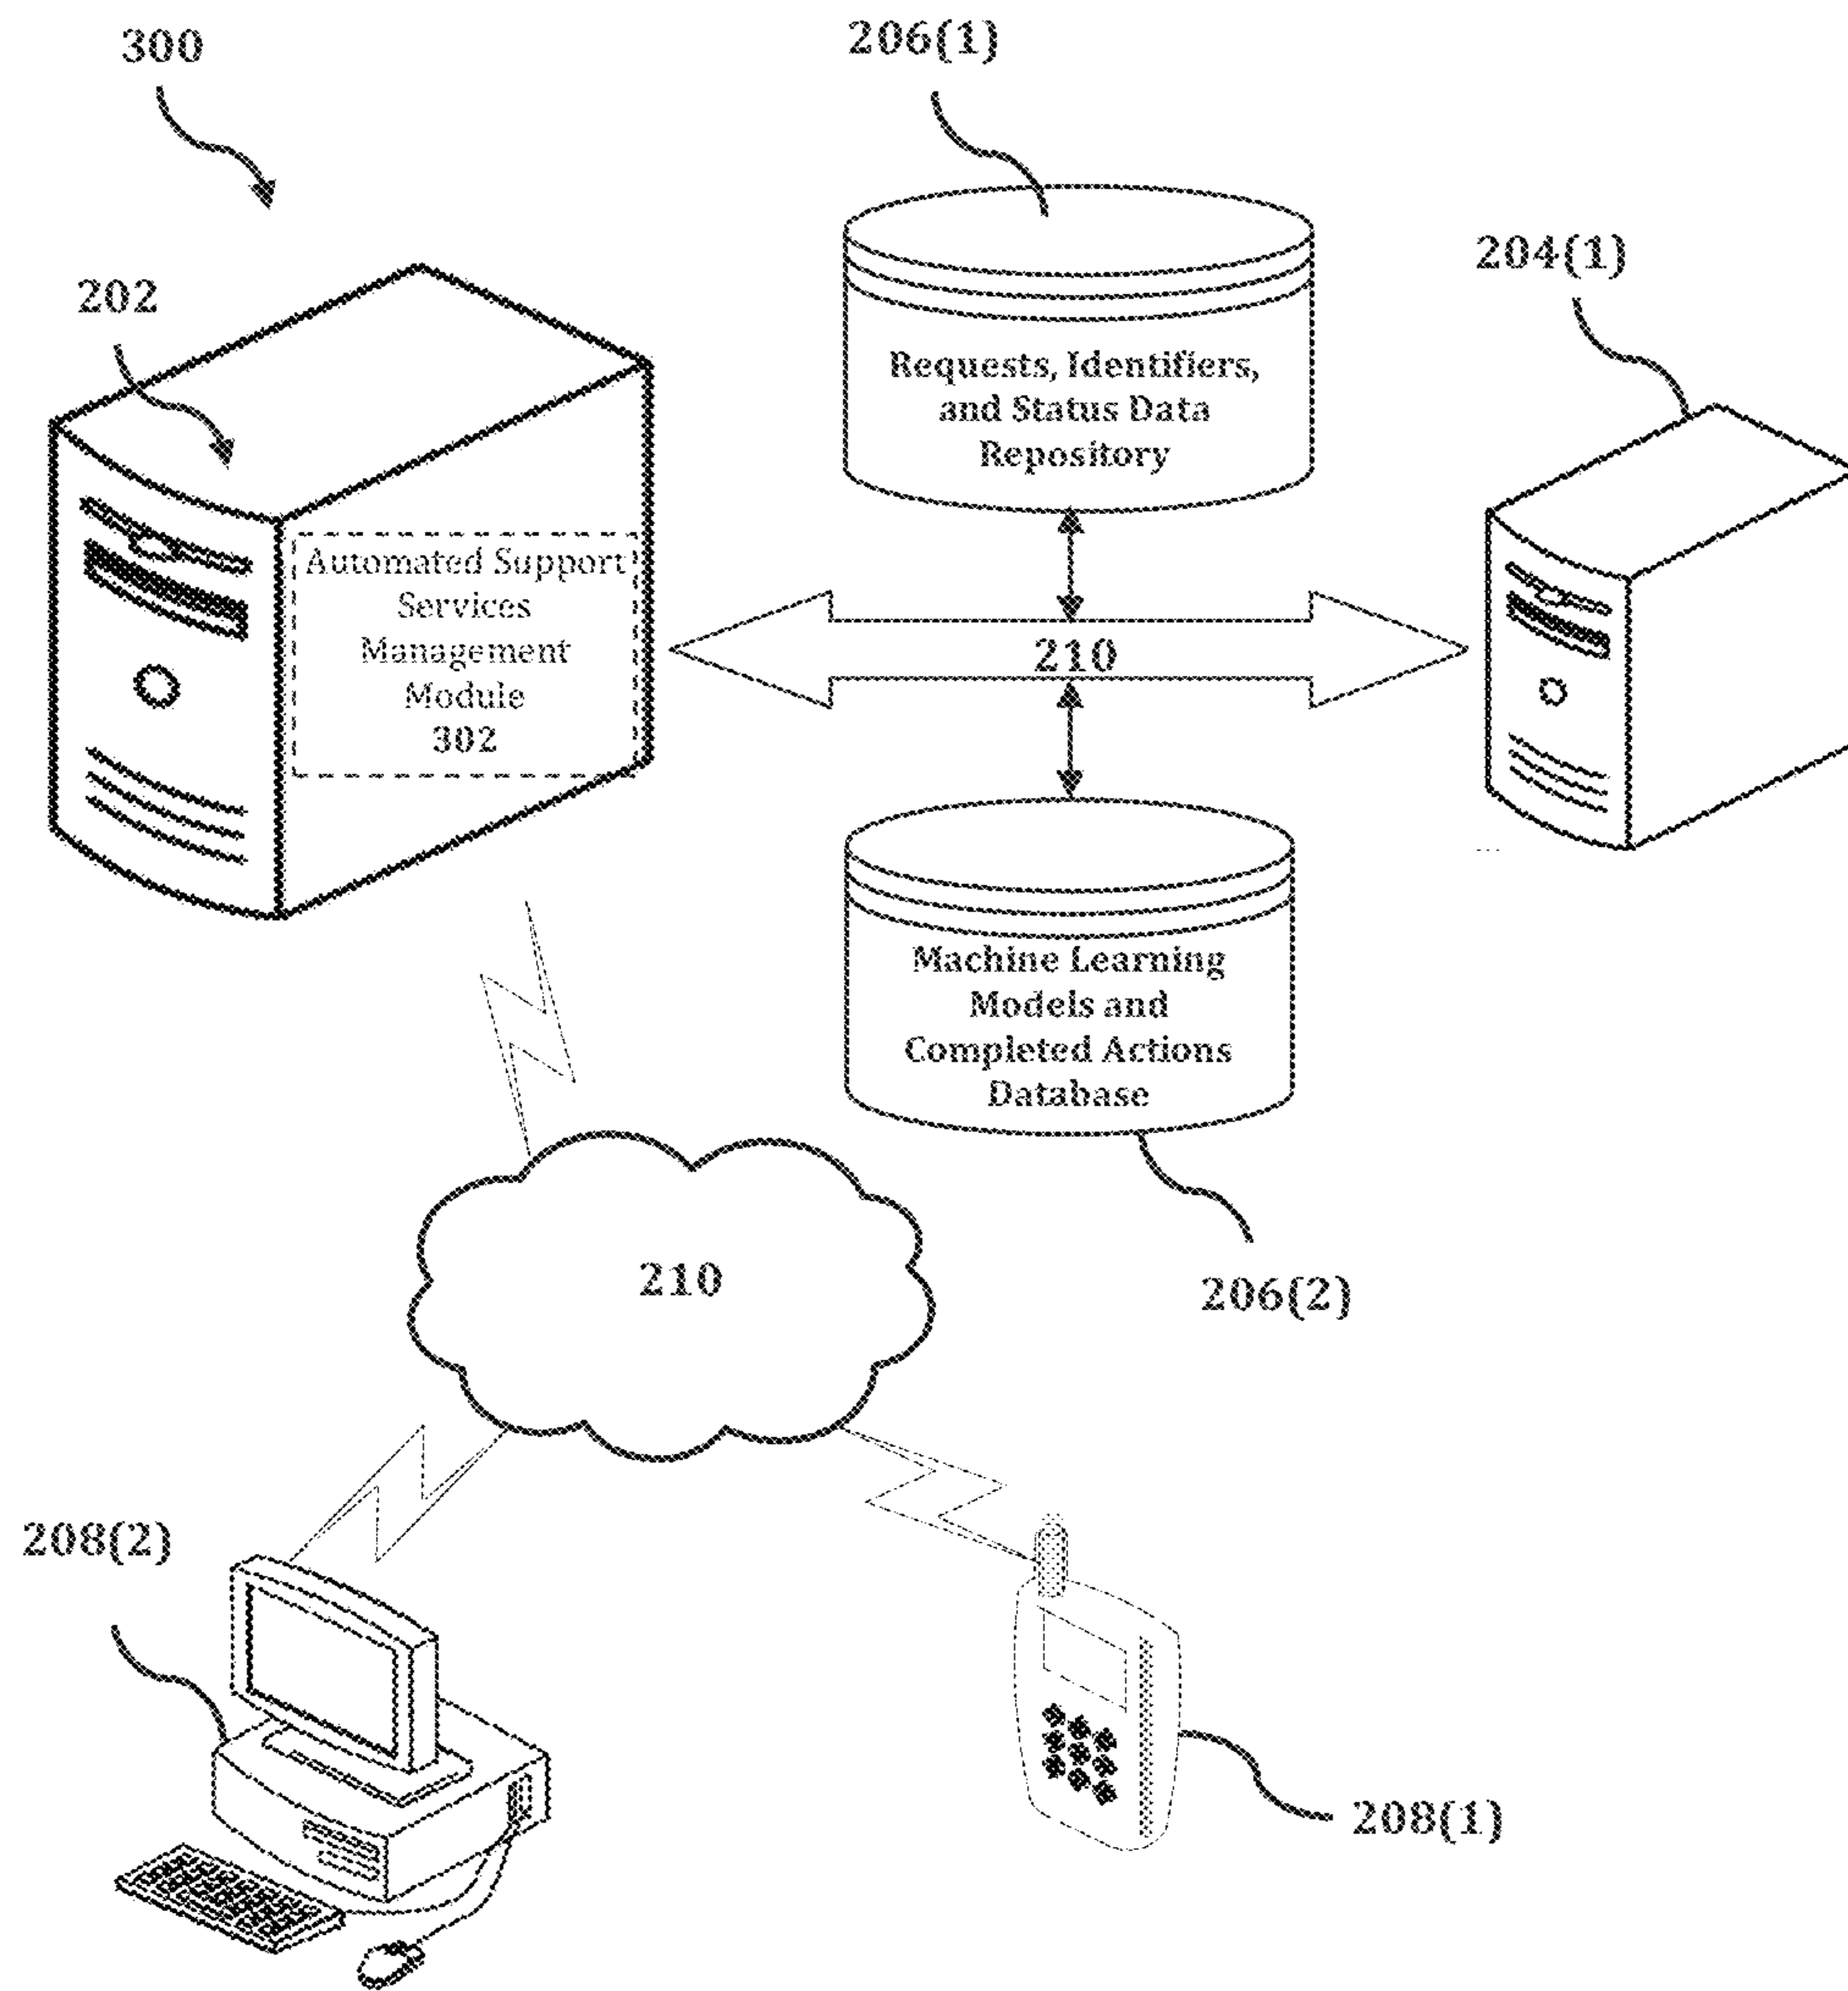 300
206(1)
204(1)
202
Requests, Identifiers,
and Status Data
Repository
Automated Support
Services
Management
Module
302
210
Machine Learning
Models and
Completed Actions
Database
206(2)
210
208(2)
208(1)